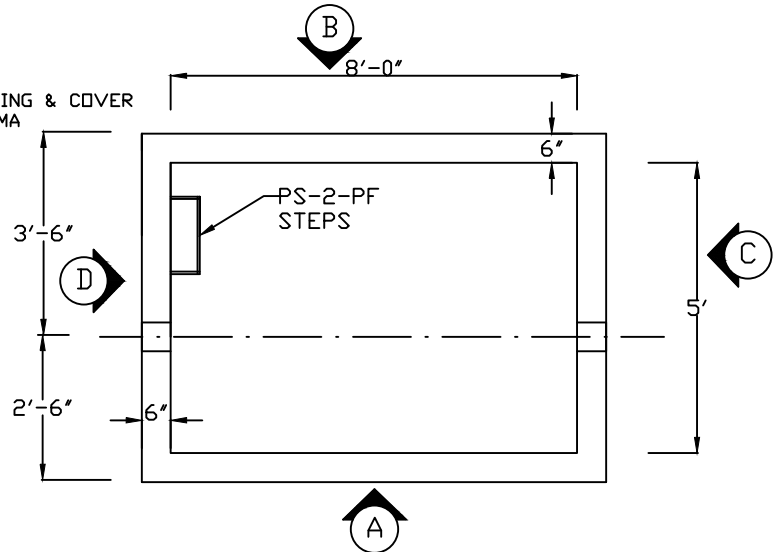 B
8'-0"
ING & COVER
MA
6"
PS-2-PF
STEPS
3'-6"
D
C
5'
2'-6"
6"
A